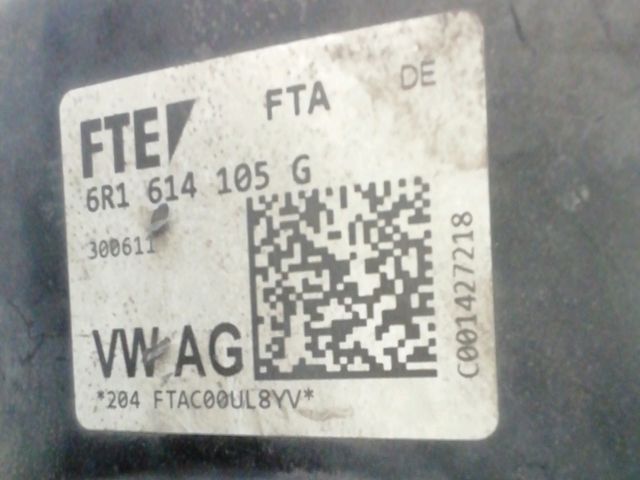 DE
FTA
FTE
6R1 614 105 G
300611
VW AG
*204 FTAC00UL8YV*
C001427218